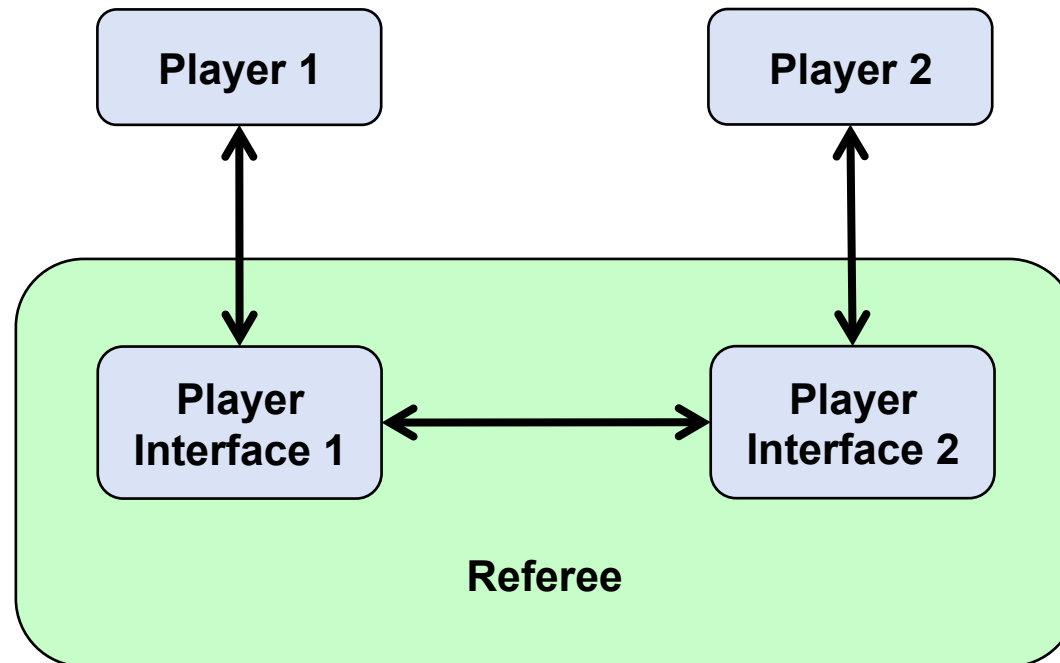 Player 1
Player 2
Player
Interface 1
Player
Interface 2
Referee